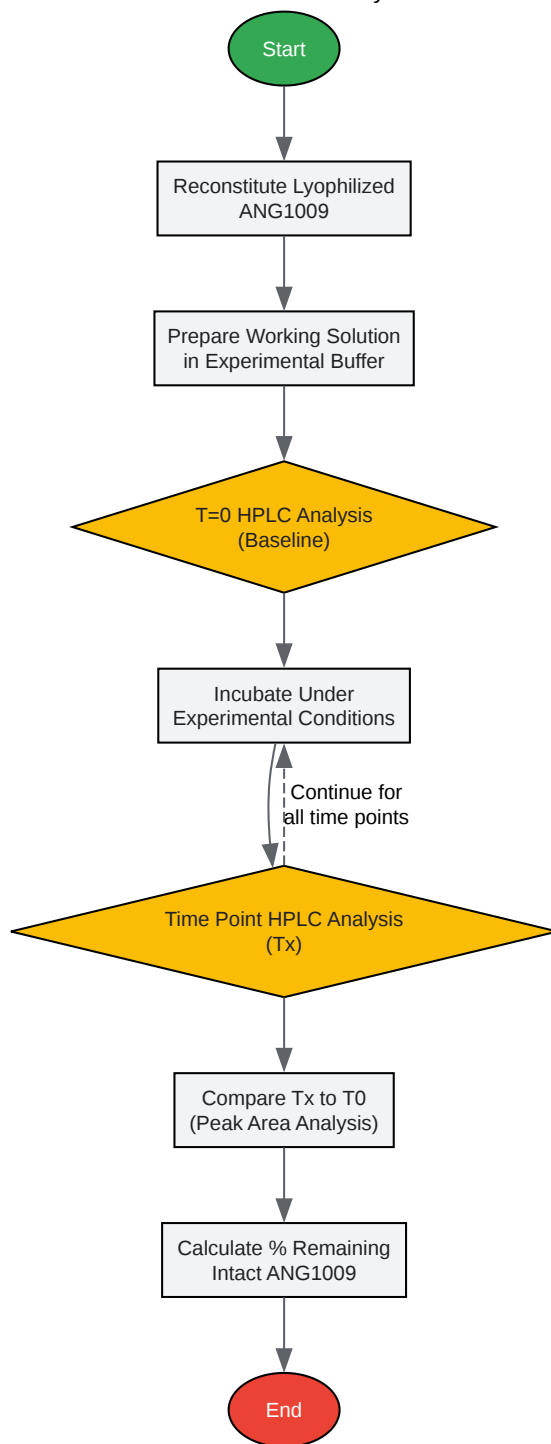 Start
Reconstitute Lyophilized
ANG1009
Prepare Working Solution
in Experimental Buffer
T=0 HPLC Analysis
(Baseline)
Incubate Under
Experimental Conditions
Continue for
all time points
Time Point HPLC Analysis
(Tx)
Compare Tx to T0
(Peak Area Analysis)
Calculate % Remaining
Intact ANG1009
End